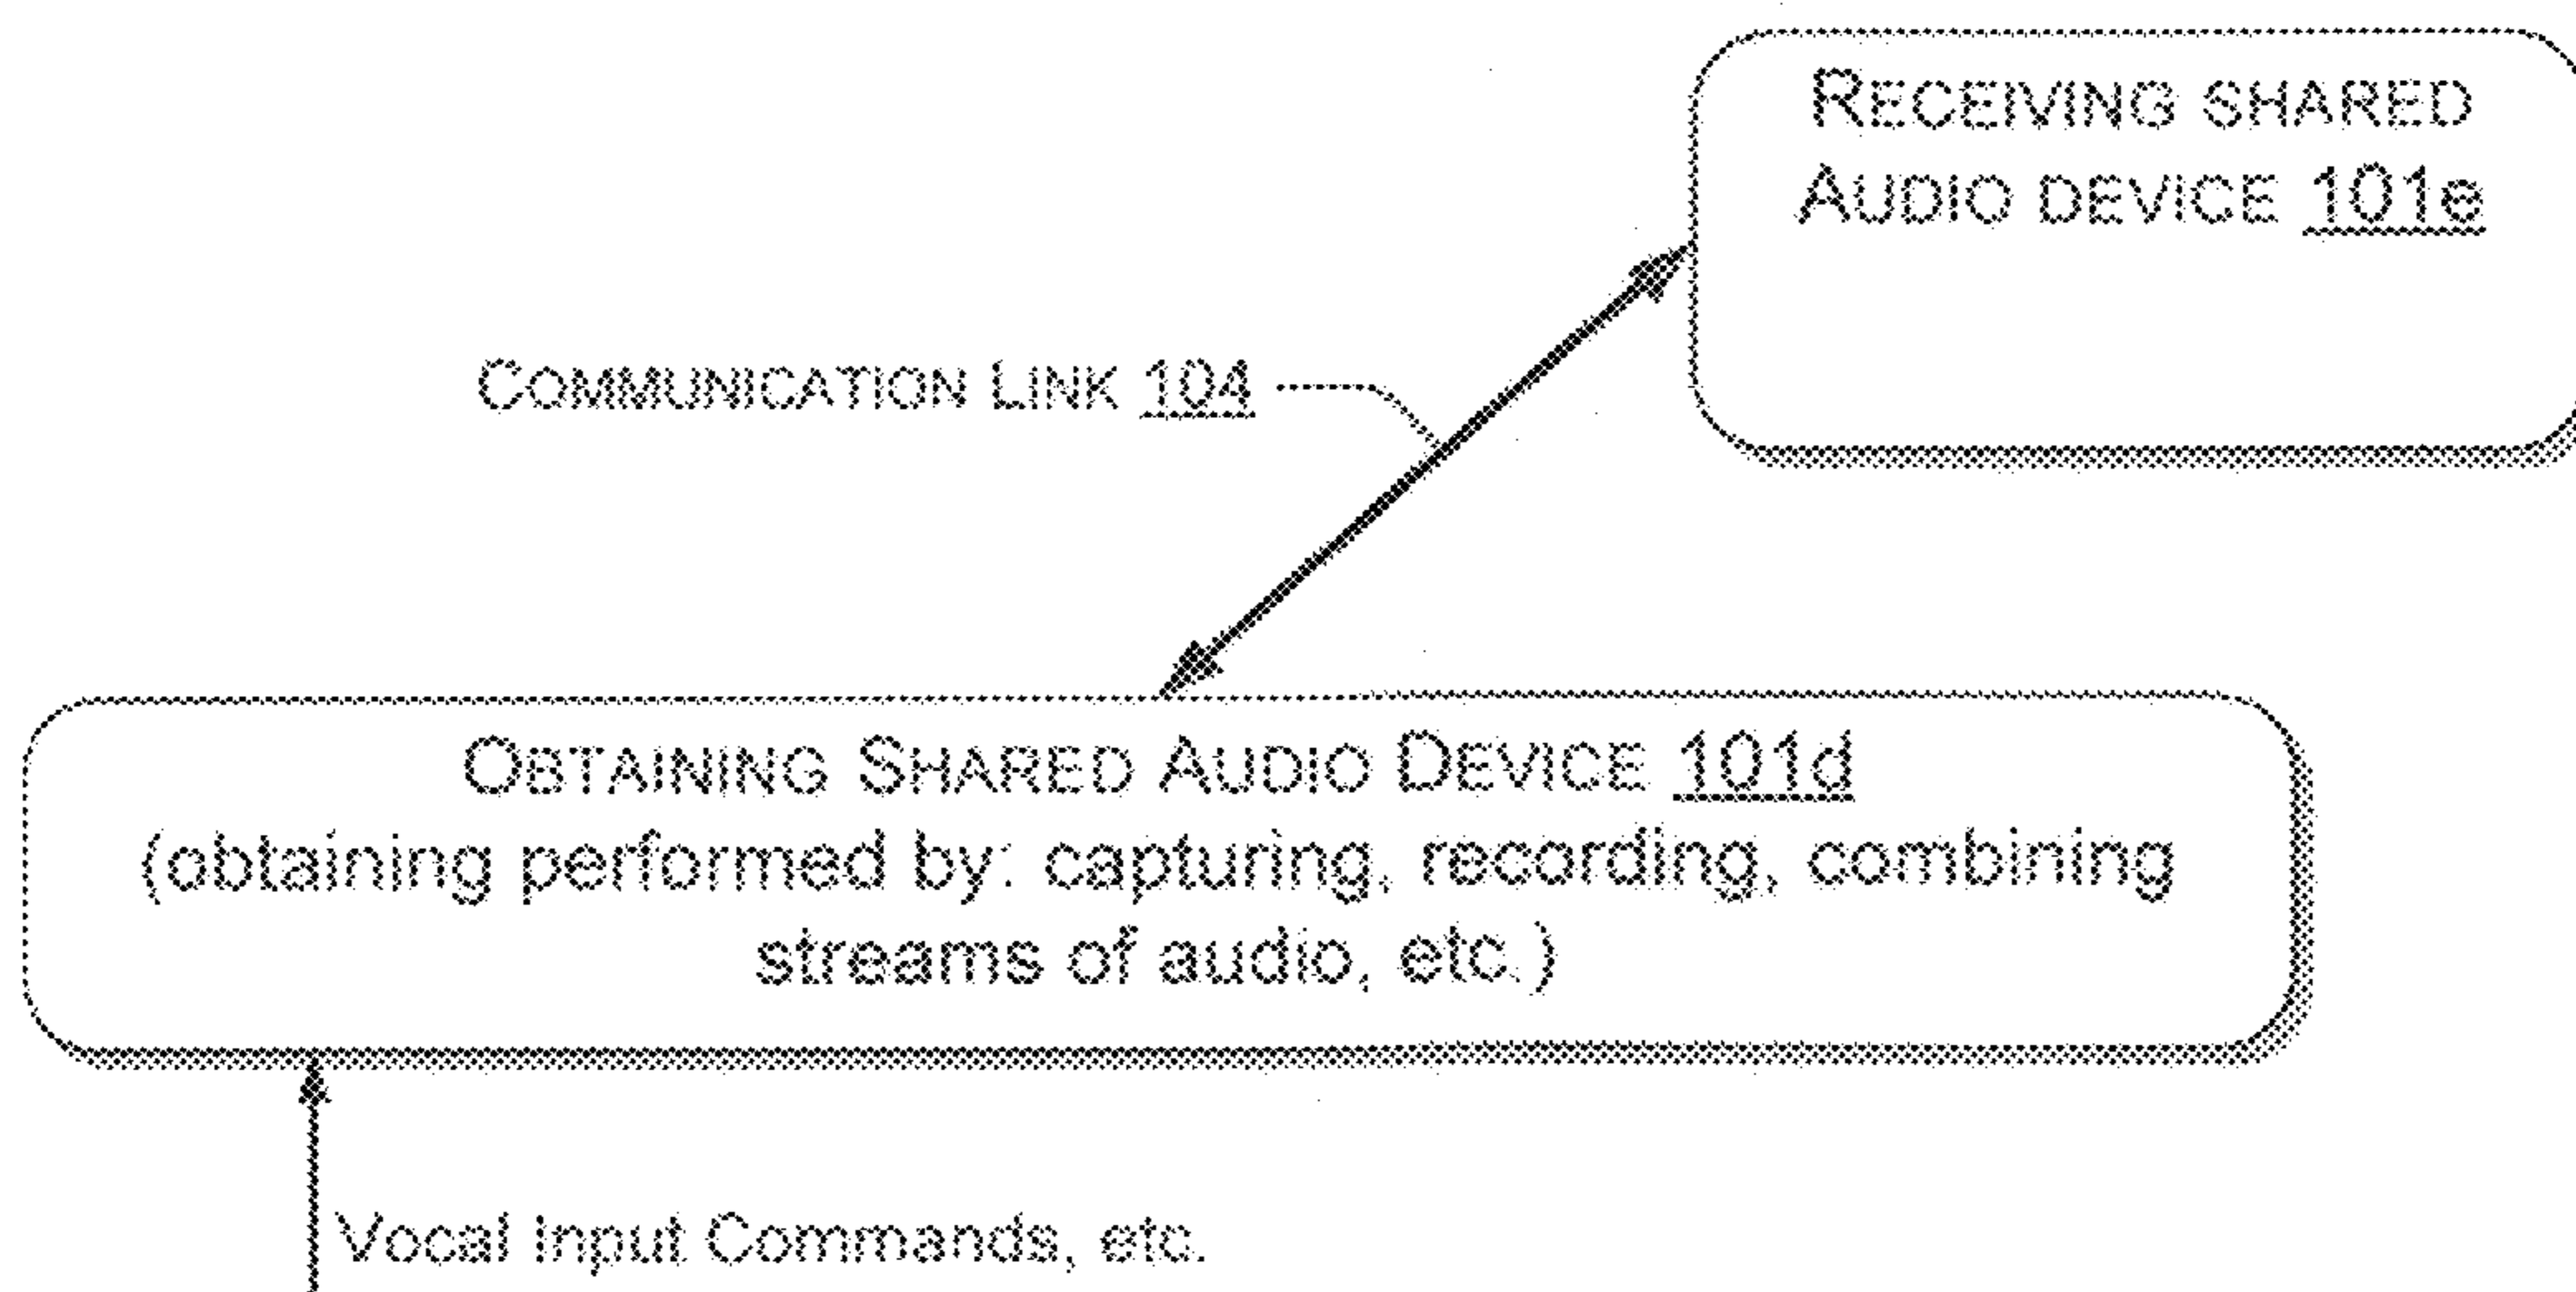 RECEIVING SHARED
AUDIO DEVICE 101e
COMMUNICATION LINK 104
OBTAINING SHARED AUDIO DEVICE 101d
(obtaining performed by: capturing, recording, combining
streams of audio, etc.)
Vocal Input Commands, etc.